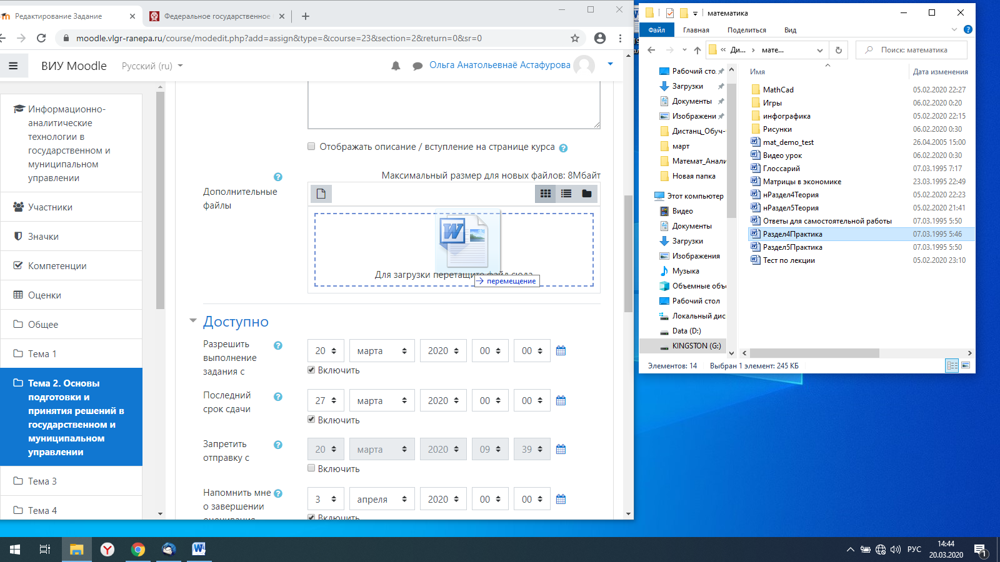 Редактирование Задание
Федеральное государственное
moodle.vlgr-ranepa.ru/course/modedit.php?add=assign&type=&course=23&section=2&return=0&sr=0
ВИУ Moodle
Русский (ru)
Ольга Анатольевнаё Астафурова
Информационно-
аналитические
технологии в
государственном и
муниципальном
управлении
Участники
Значки
Компетенции
Оценки
Общее
Тема 1
Тема 2. Основы
подготовки и
принятия решений в
государственном и
муниципальном
управлении
Тема 3
Тема 4
Отображать описание / вступление на странице курса
Максимальный размер для новых файлов: 8Мбайт
Дополнительные
файлы
Для загрузки перетащите файл сюда
перемещение
Доступно
Разрешить
выполнение
задания с
20 марта 2020 00 00
Включить
Последний
срок сдачи
27 марта 2020 00 00
Включить
Запретить
отправку с
20 марта 2020 09 39
Включить
Напомнить мне
о завершении
оценивания
3 апреля 2020 00 00
Включить
математика
Файл Главная Поделиться Вид
« Ди... › мате...
Поиск: математика
Рабочий сто.
Загрузки
Документы
Изображени
Дистанц_Обуч-
март
Математ_Анали
Новая папка
Этот компьютер
Видео
Документы
Загрузки
Изображения
Музыка
Объемные объ
Рабочий стол
Локальный дис
Data (D:)
KINGSTON (G:)
Имя Дата изменения
MathCad 05.02.2020 22:27
Игры 06.02.2020 0:20
инфографика 05.02.2020 22:15
Рисунки 06.02.2020 0:30
mat_demo_test 26.04.2005 15:00
Видео урок 06.02.2020 0:30
Глоссарий 07.03.1995 7:17
Матрицы в экономике 23.03.1995 22:49
нРаздел4Теория 05.02.2020 22:23
нРаздел5Теория 05.02.2020 21:41
Ответы для самостоятельной работы 07.03.1995 5:50
Раздел4Практика 07.03.1995 5:46
Раздел5Практика 07.03.1995 5:50
Тест по лекции 05.02.2020 23:10
Элементов: 14 Выбран 1 элемент: 245 КБ
РУС
14:44
20.03.2020
1